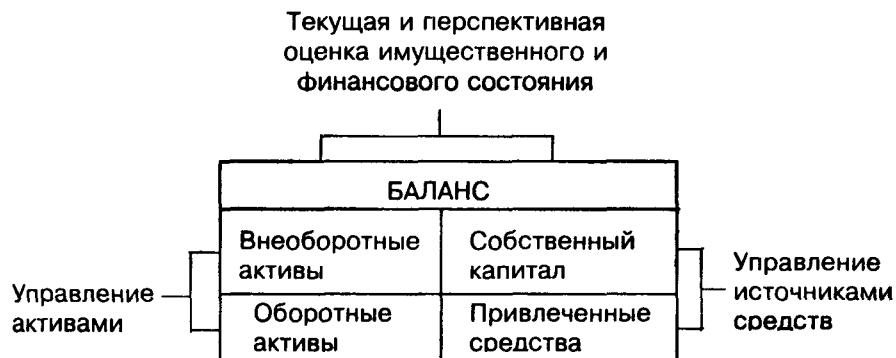 Текущая и перспективная
оценка имущественного и
финансового состояния
БАЛАНС
Внеоборотные
активы
Собственный
капитал
Управление
активами
Оборотные
активы
Привлеченные
средства
Управление
источниками
средств